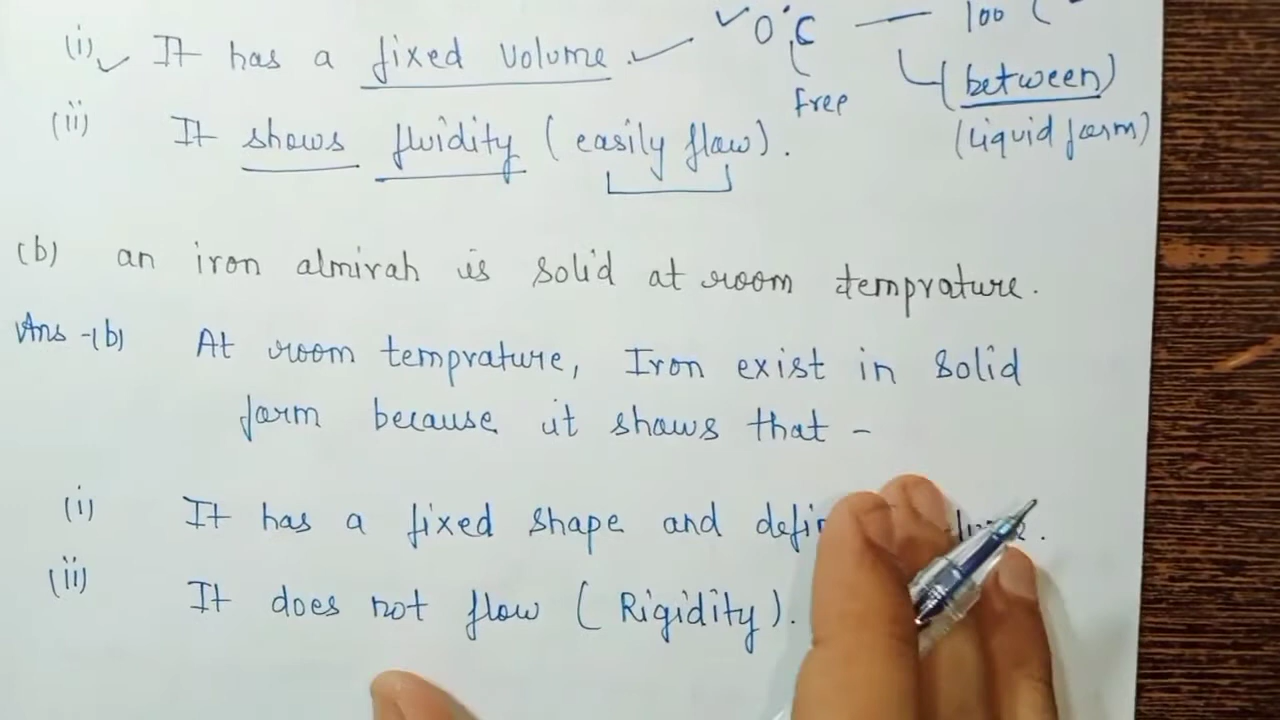 (i) It has a fixed volume. 0°C — 100
Free (between)
(ii) It shows fluidity (easily flow). (liquid form)
(b) an iron almirah is solid at room temprature.
Ans -(b) At room temprature, Iron exist in solid
form because it shows that -
(i) It has a fixed shape and
(ii) It does not flow (Rigidity).